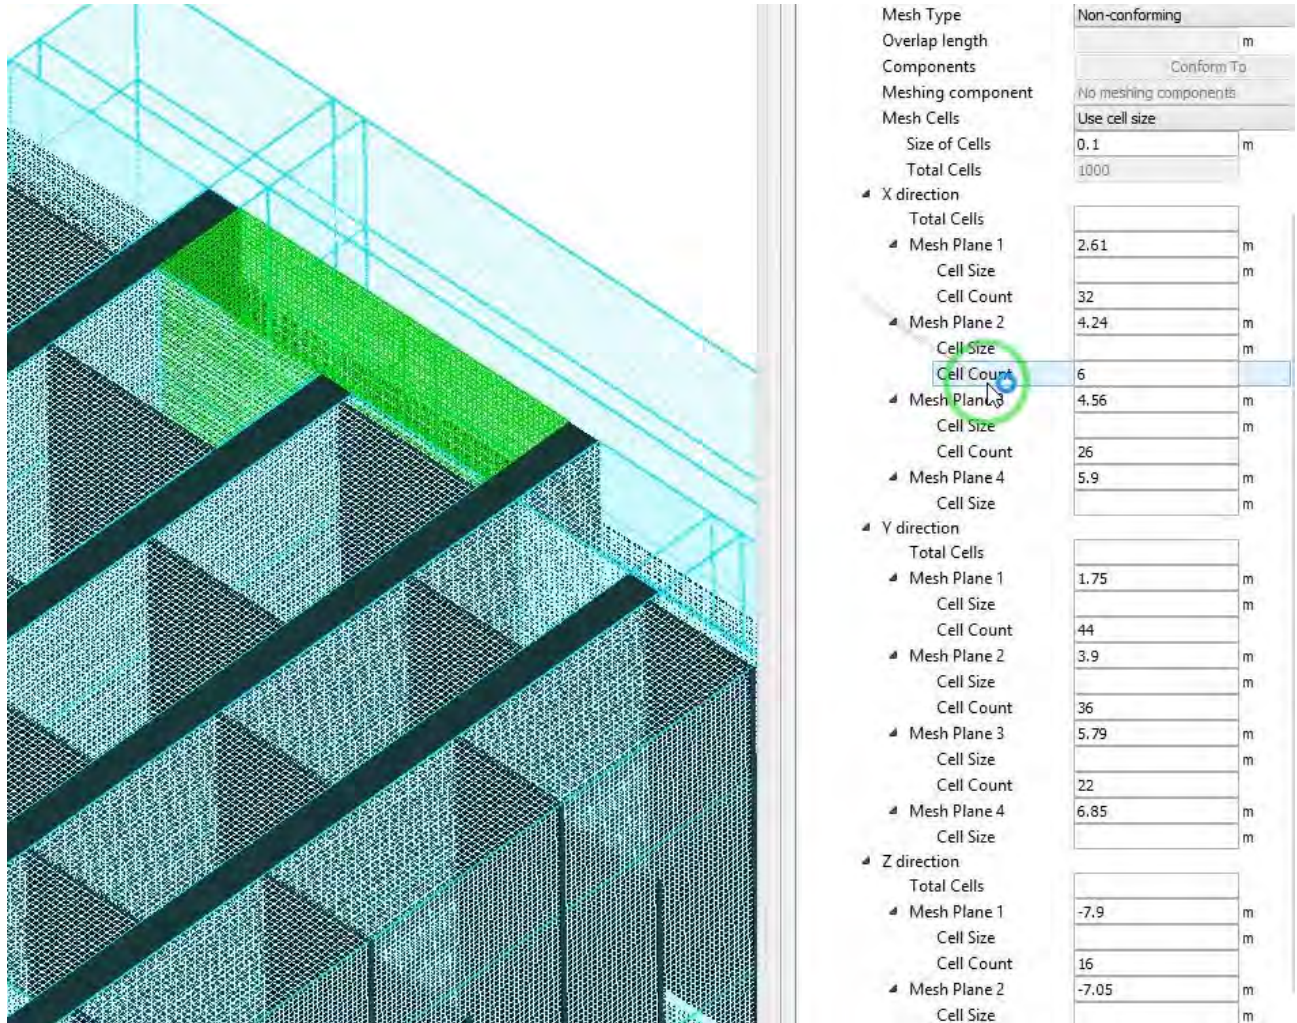 Mesh Type Non-conforming
Overlap length m
Components Conform To
Meshing component No meshing components
Mesh Cells Use cell size
Size of Cells 0.1 m
Total Cells 1000
X direction
Total Cells
Mesh Plane 1 2.61 m
Cell Size m
Cell Count 32
Mesh Plane 2 4.24 m
Cell Size m
Cell Count 6
Mesh Plane 3 4.56 m
Cell Size m
Cell Count 26
Mesh Plane 4 5.9 m
Cell Size m
Y direction
Total Cells
Mesh Plane 1 1.75 m
Cell Size m
Cell Count 44
Mesh Plane 2 3.9 m
Cell Size m
Cell Count 36
Mesh Plane 3 5.79 m
Cell Size m
Cell Count 22
Mesh Plane 4 6.85 m
Cell Size m
Z direction
Total Cells
Mesh Plane 1 -7.9 m
Cell Size m
Cell Count 16
Mesh Plane 2 -7.05 m
Cell Size m